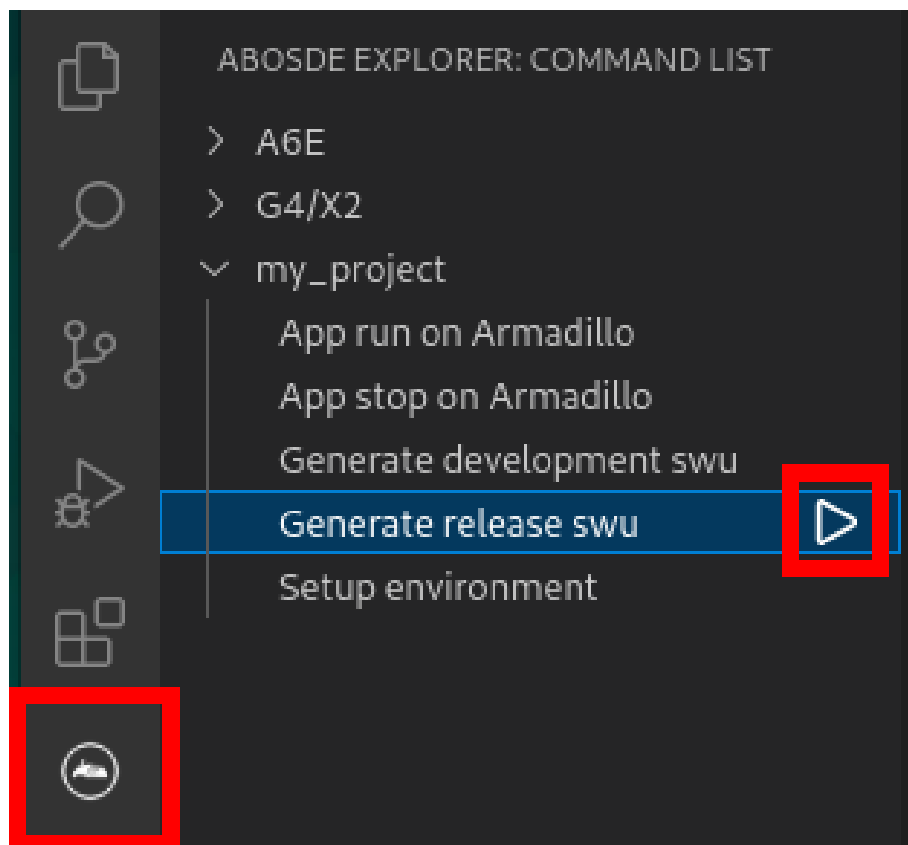 ABOSDE EXPLORER: COMMAND LIST
A6E
G4/X2
my_project
App run on Armadillo
App stop on Armadillo
Generate development swu
Generate release swu
Setup environment